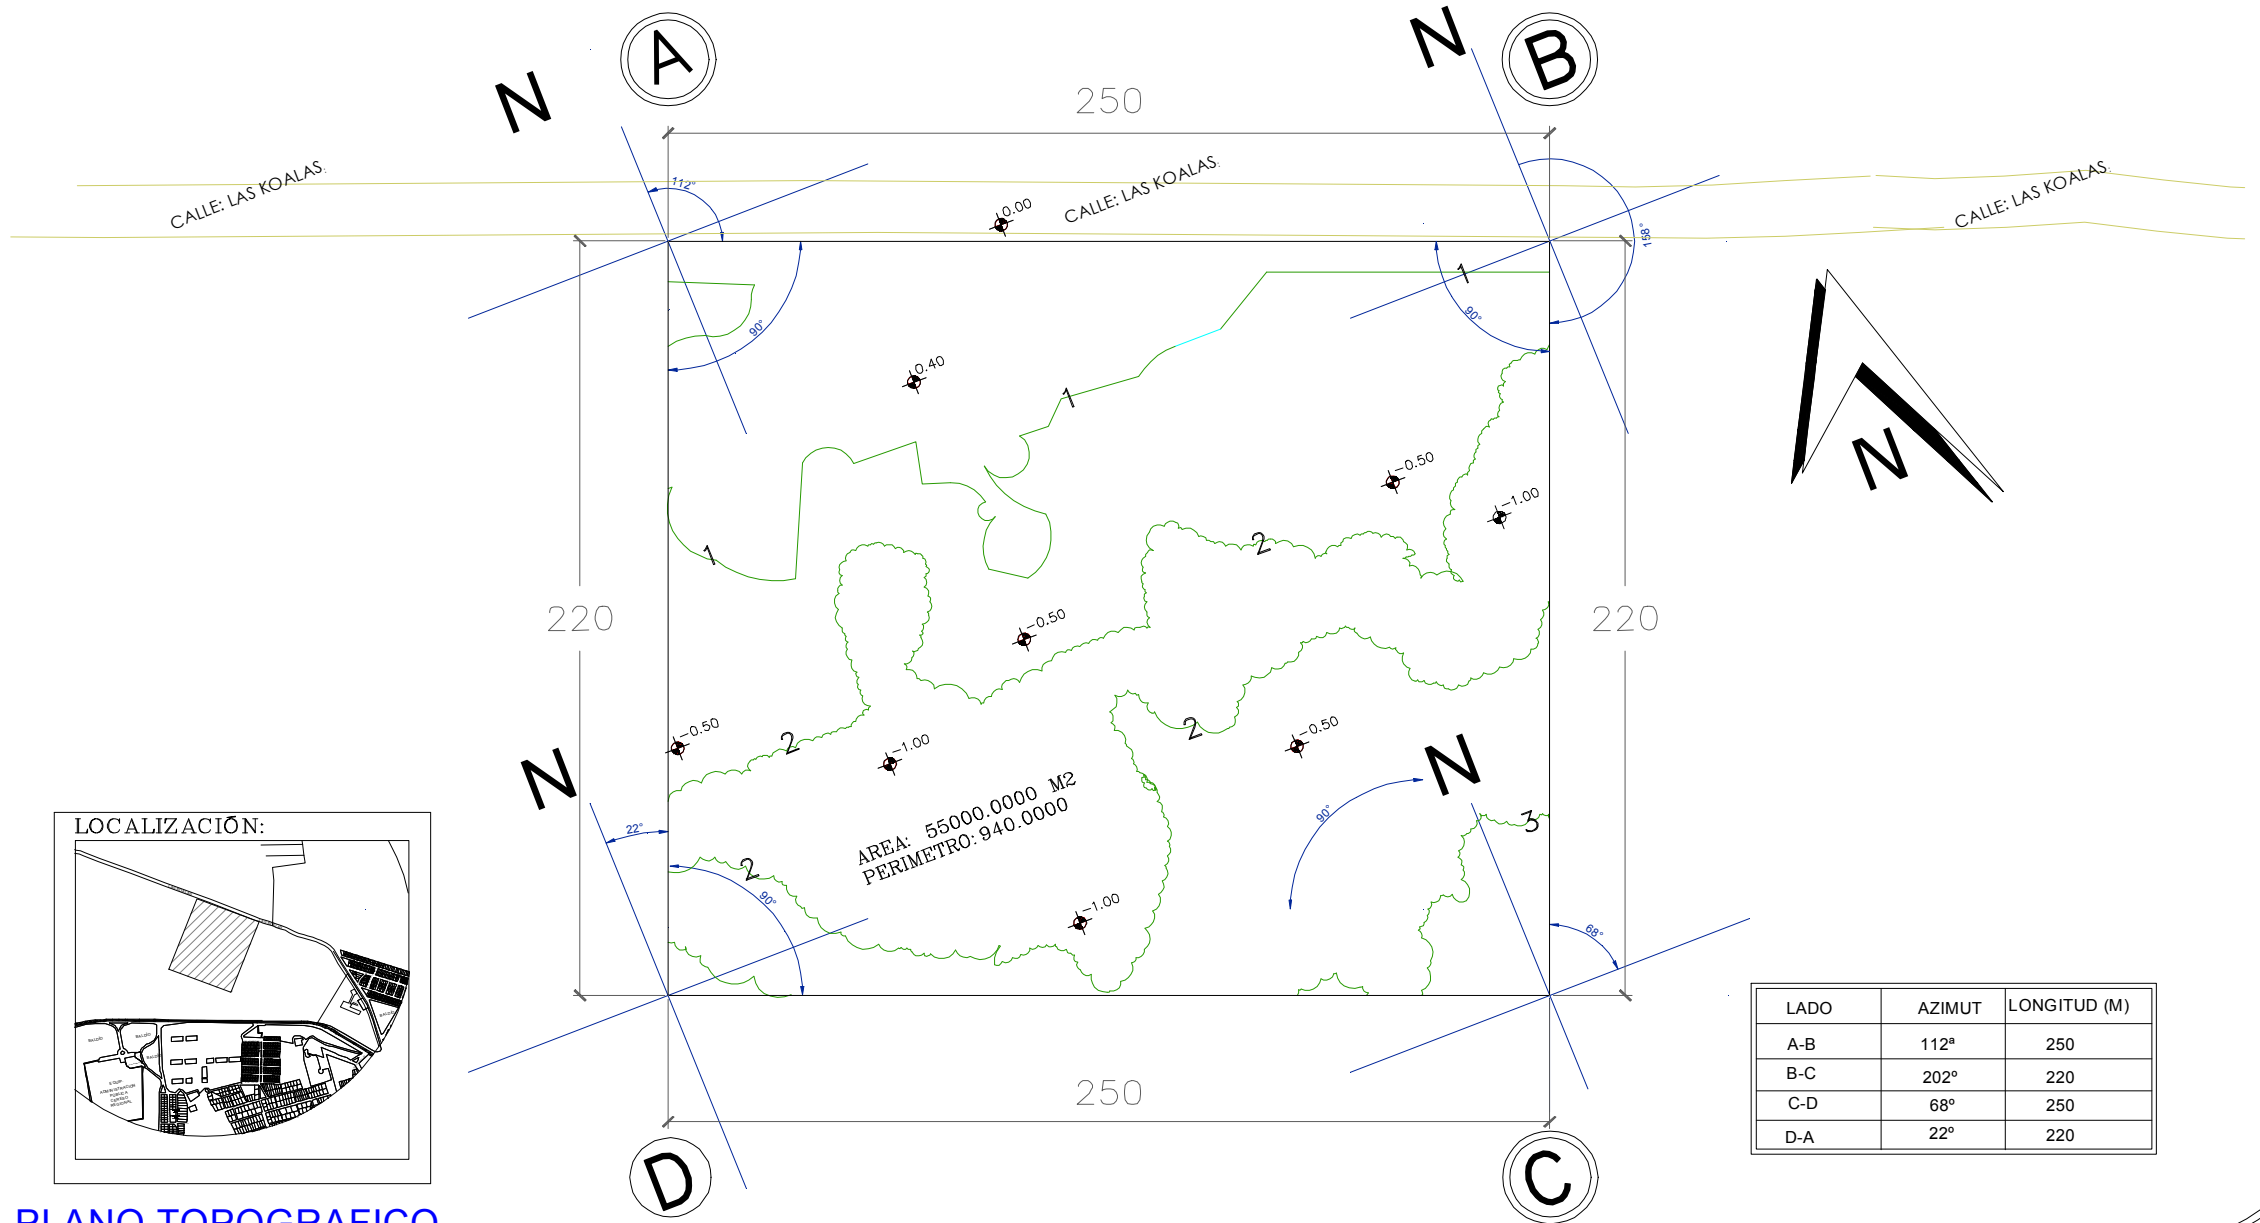 A
B
N
N
250
CALLE: LAS KOALAS.
CALLE: LAS KOALAS.
CALLE: LAS KOALAS.
112°
0.00
158°
90°
90°
1
0.40
1
N
-0.50
-1.00
1
2
220
220
-0.50
-0.50
2
-1.00
2
-0.50
N
N
AREA: 55000.0000 M2
PERIMETRO: 940.0000
22°
90°
3
2
90°
-1.00
68°
LOCALIZACIÓN:
BALDÍO
BALDÍO
BALDÍO
250
D
C
LADO AZIMUT LONGITUD (M)
A-B 112ª 250
B-C 202º 220
C-D 68º 250
D-A 22º 220
PLANO TOPOGRAFICO